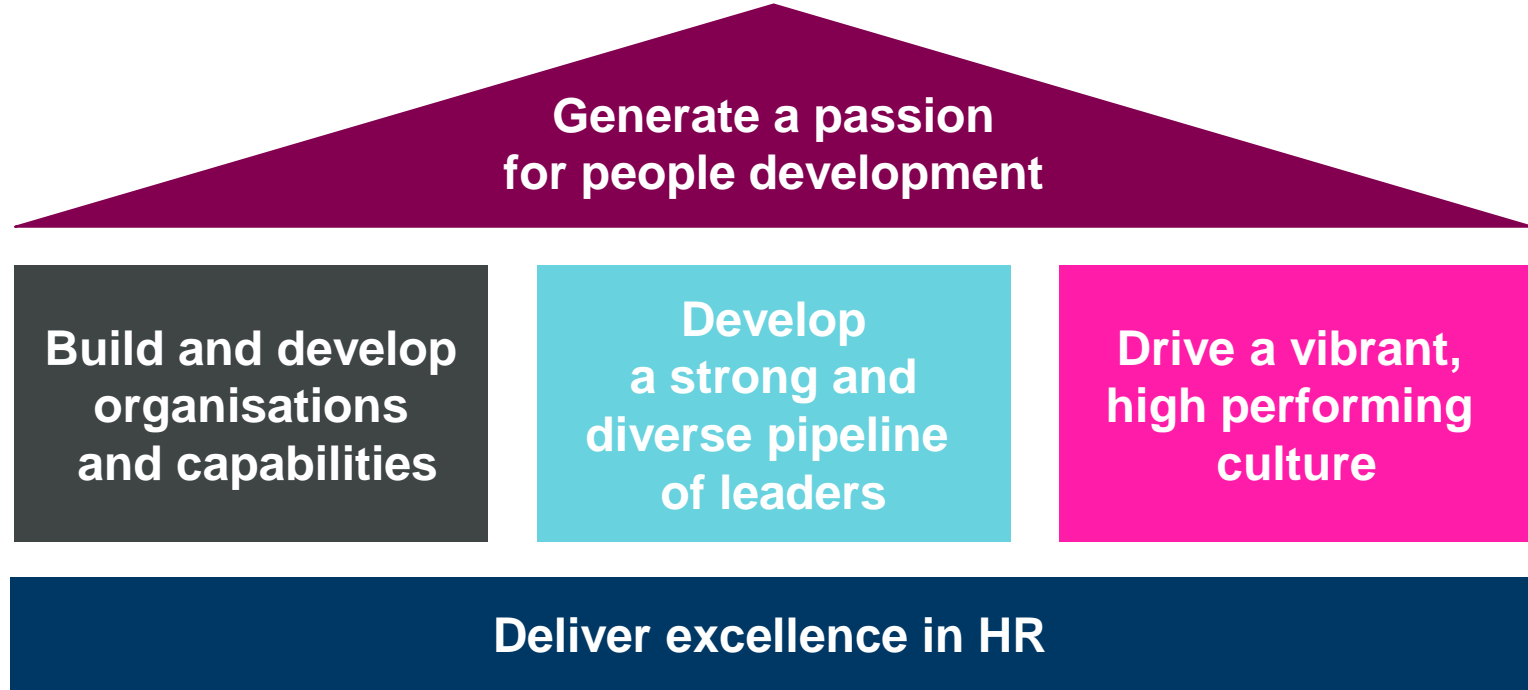 Generate a passion
for people development
Build and develop
organisations
and capabilities
Develop
a strong and
diverse pipeline
of leaders
Drive a vibrant,
high performing
culture
Deliver excellence in HR